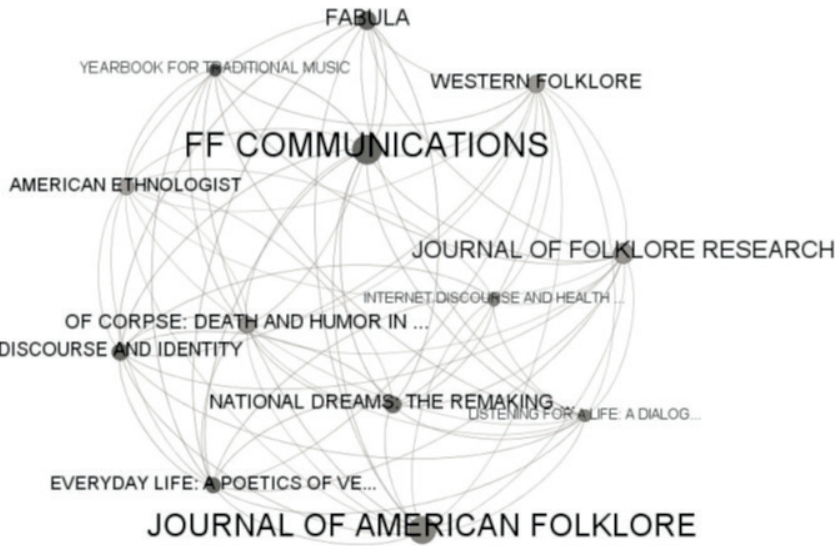 FABULA
YEARBOOK FOR TRADITIONAL MUSIC
WESTERN FOLKLORE
FF COMMUNICATIONS
AMERICAN ETHNOLOGIST
JOURNAL OF FOLKLORE RESEARCH
INTERNET DISCOURSE AND HEALTH ...
OF CORPSE: DEATH AND HUMOR IN ...
DISCOURSE AND IDENTITY
NATIONAL DREAMS: THE REMAKING ...
LISTENING FOR A LIFE: A DIALOG...
EVERYDAY LIFE: A POETICS OF VE...
JOURNAL OF AMERICAN FOLKLORE